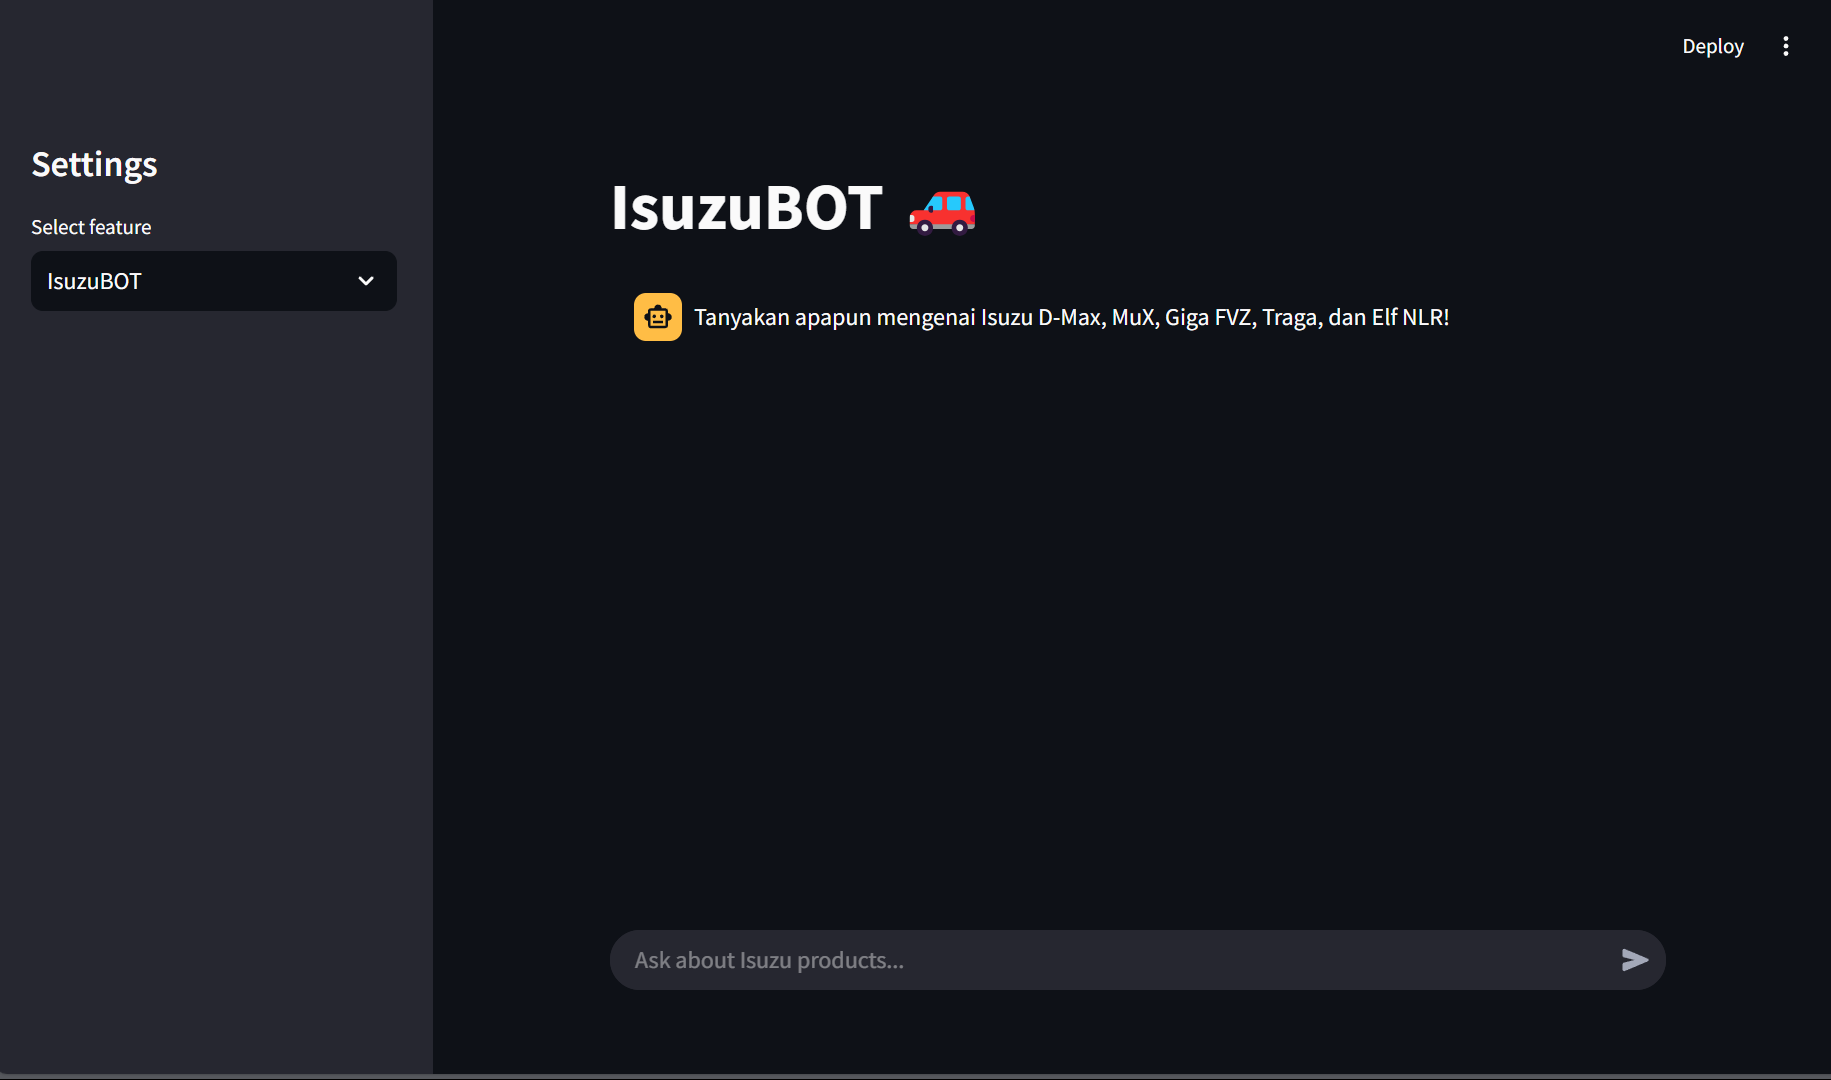 Deploy
Settings
Select feature
IsuzuBOT
IsuzuBOT
Tanyakan apapun mengenai Isuzu D-Max, MuX, Giga FVZ, Traga, dan Elf NLR!
Ask about Isuzu products...